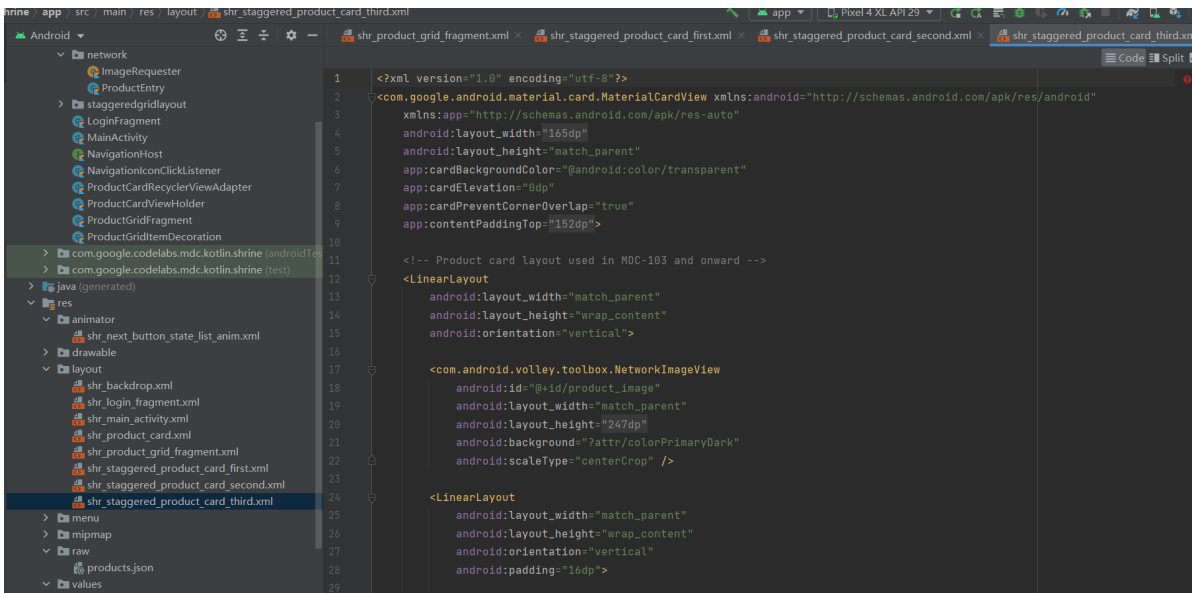 hrine / app / src / main / res / layout / shr_staggered_product_card_third.xml
app
Pixel 4 XL API 29
Android
shr_product_grid_fragment.xml
shr_staggered_product_card_first.xml
shr_staggered_product_card_second.xml
shr_staggered_product_card_third.xm
Code
Split
network
ImageRequester
ProductEntry
staggeredgridlayout
LoginFragment
MainActivity
NavigationHost
NavigationIconClickListener
ProductCardRecyclerViewAdapter
ProductCardViewHolder
ProductGridFragment
ProductGridItemDecoration
com.google.codelabs.mdc.kotlin.shrine (androidTes
com.google.codelabs.mdc.kotlin.shrine (test)
java (generated)
res
animator
shr_next_button_state_list_anim.xml
drawable
layout
shr_backdrop.xml
shr_login_fragment.xml
shr_main_activity.xml
shr_product_card.xml
shr_product_grid_fragment.xml
shr_staggered_product_card_first.xml
shr_staggered_product_card_second.xml
shr_staggered_product_card_third.xml
menu
mipmap
raw
products.json
values
1 <?xml version="1.0" encoding="utf-8"?>
2 <com.google.android.material.card.MaterialCardView xmlns:android="http://schemas.android.com/apk/res/android"
3 xmlns:app="http://schemas.android.com/apk/res-auto"
4 android:layout_width="165dp"
5 android:layout_height="match_parent"
6 app:cardBackgroundColor="@android:color/transparent"
7 app:cardElevation="0dp"
8 app:cardPreventCornerOverlap="true"
9 app:contentPaddingTop="152dp">
10
11 <!-- Product card layout used in MDC-103 and onward -->
12 <LinearLayout
13 android:layout_width="match_parent"
14 android:layout_height="wrap_content"
15 android:orientation="vertical">
16
17 <com.android.volley.toolbox.NetworkImageView
18 android:id="@+id/product_image"
19 android:layout_width="match_parent"
20 android:layout_height="247dp"
21 android:background="?attr/colorPrimaryDark"
22 android:scaleType="centerCrop" />
23
24 <LinearLayout
25 android:layout_width="match_parent"
26 android:layout_height="wrap_content"
27 android:orientation="vertical"
28 android:padding="16dp">
29